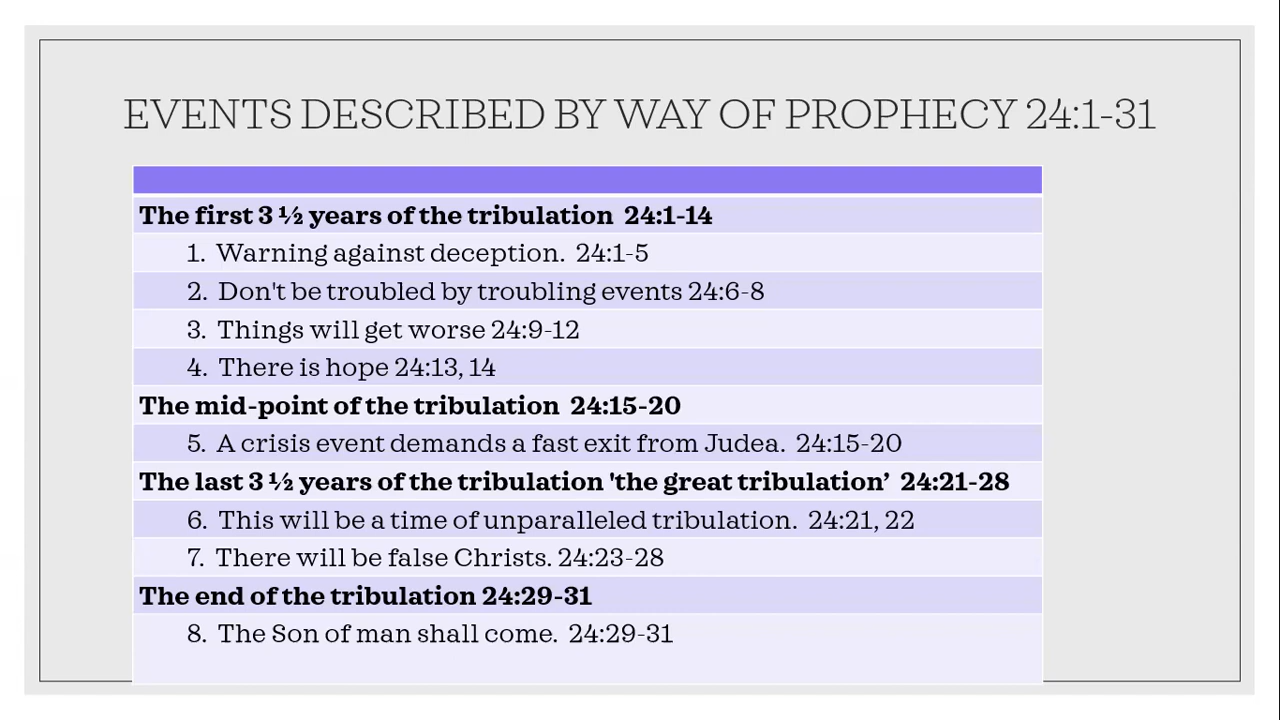 EVENTS DESCRIBED BY WAY OF PROPHECY 24:1-31
The first 3 ½ years of the tribulation 24:1-14
1. Warning against deception. 24:1-5
2. Don't be troubled by troubling events 24:6-8
3. Things will get worse 24:9-12
4. There is hope 24:13, 14
The mid-point of the tribulation 24:15-20
5. A crisis event demands a fast exit from Judea. 24:15-20
The last 3 ½ years of the tribulation 'the great tribulation’ 24:21-28
6. This will be a time of unparalleled tribulation. 24:21, 22
7. There will be false Christs. 24:23-28
The end of the tribulation 24:29-31
8. The Son of man shall come. 24:29-31